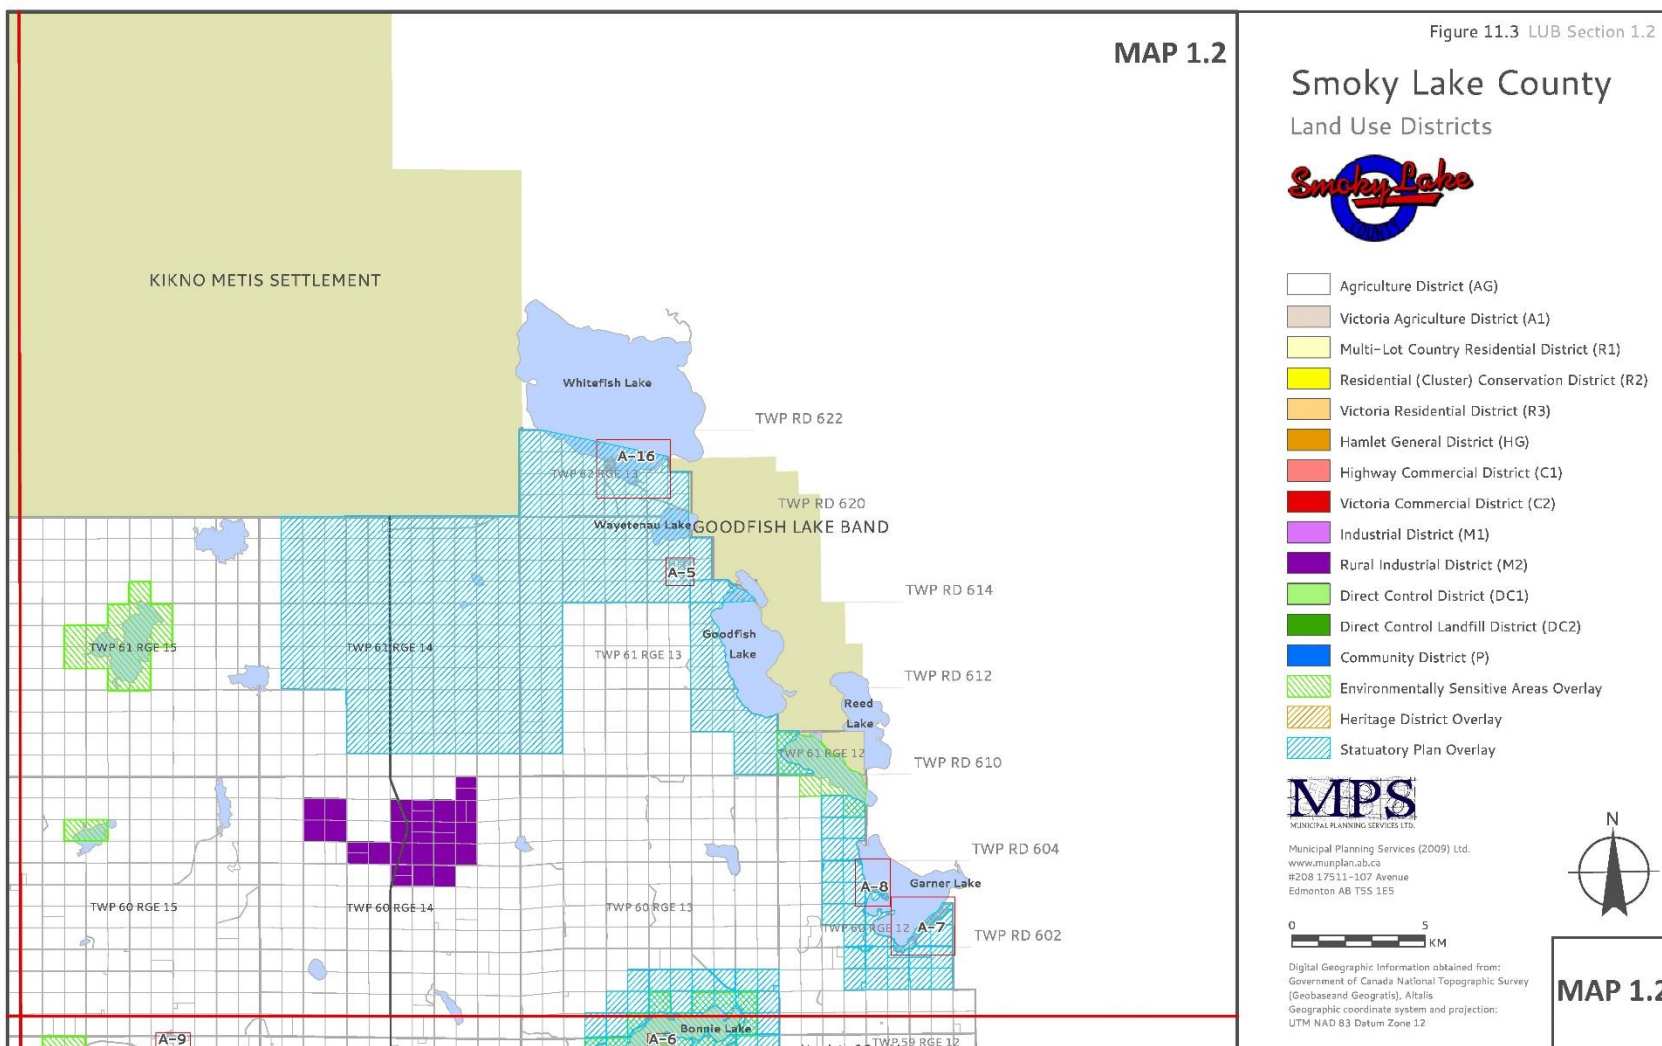 MAP 1.2
KIKNO METIS SETTLEMENT
Whitefish Lake
TWP RD 622
A-16
TWP 62 RGE 13
TWP RD 620
Wayetenau Lake
GOODFISH LAKE BAND
A-5
TWP RD 614
Goodfish
Lake
TWP 61 RGE 15
TWP 61 RGE 14
TWP 61 RGE 13
TWP RD 612
Reed
Lake
TWP 61 RGE 12
TWP RD 610
TWP RD 604
Garner Lake
A-8
TWP 60 RGE 15
TWP 60 RGE 14
TWP 60 RGE 13
TWP 60 RGE 12
A-7
TWP RD 602
Bonnie Lake
A-9
A-6
TWP 59 RGE 12
Figure 11.3 LUB Section 1.2
Smoky Lake County
Land Use Districts
Smoky Lake
COUNTY
Agriculture District (AG)
Victoria Agriculture District (A1)
Multi-Lot Country Residential District (R1)
Residential (Cluster) Conservation District (R2)
Victoria Residential District (R3)
Hamlet General District (HG)
Highway Commercial District (C1)
Victoria Commercial District (C2)
Industrial District (M1)
Rural Industrial District (M2)
Direct Control District (DC1)
Direct Control Landfill District (DC2)
Community District (P)
Environmentally Sensitive Areas Overlay
Heritage District Overlay
Statuatory Plan Overlay
MPS
MUNICIPAL PLANNING SERVICES LTD.
Municipal Planning Services (2009) Ltd.
www.munplan.ab.ca
#208 17511-107 Avenue
Edmonton AB T5S 1E5
N
0 5
KM
Digital Geographic Information obtained from:
Government of Canada National Topographic Survey
(Geobaseand Geogratis), Altalis
Geographic coordinate system and projection:
UTM NAD 83 Datum Zone 12
MAP 1.2